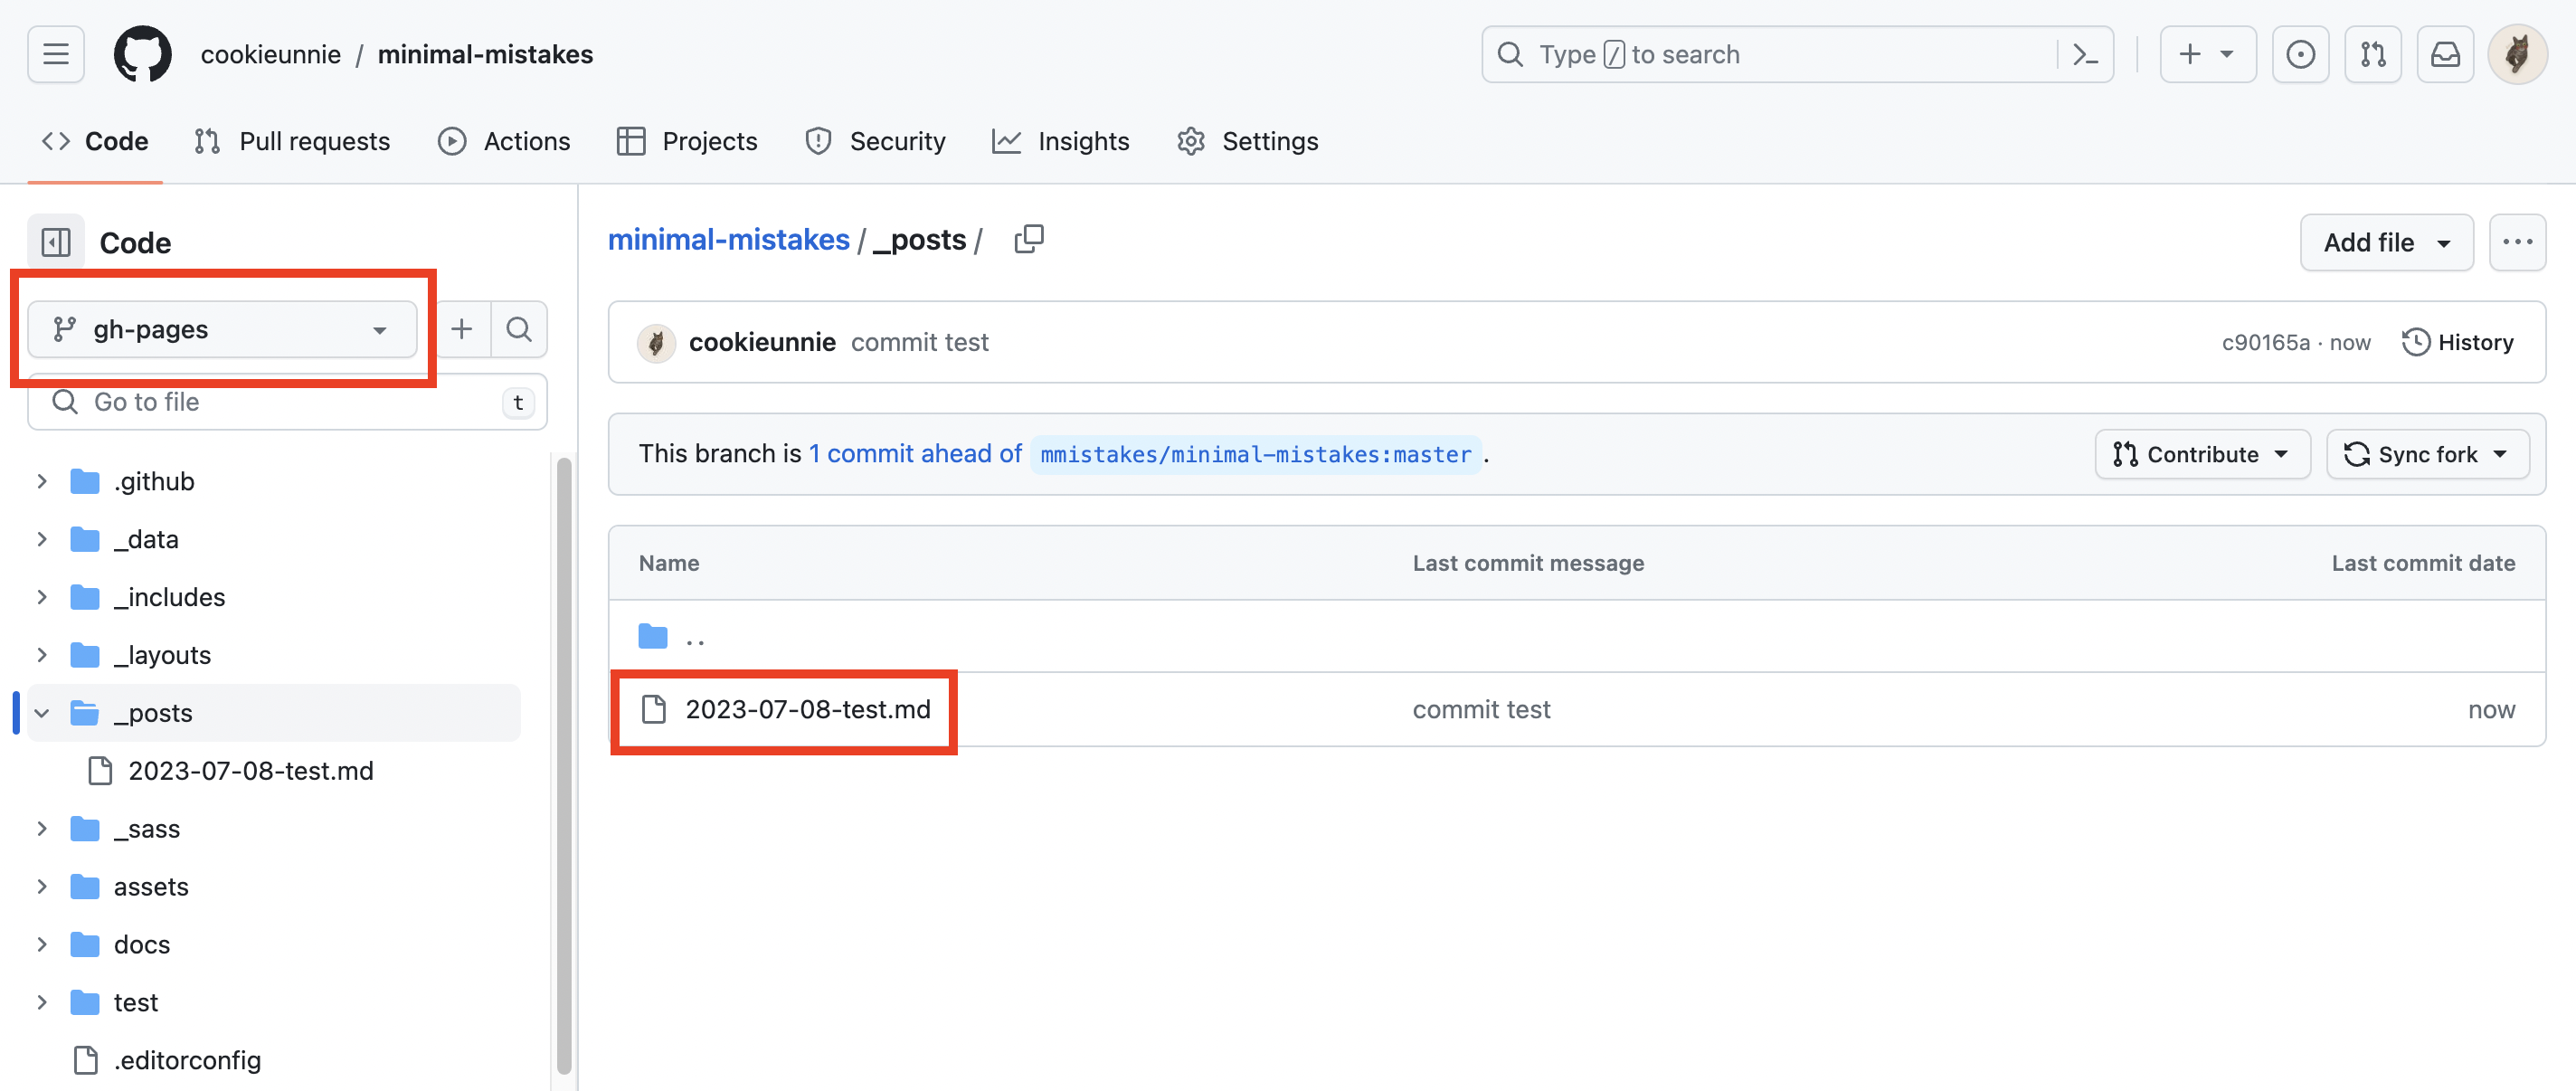 cookieunnie / minimal-mistakes
Type / to search
Code
Pull requests
Actions
Projects
Security
Insights
Settings
Code
gh-pages
Go to file
t
.github
_data
_includes
_layouts
_posts
2023-07-08-test.md
_sass
assets
docs
test
.editorconfig
minimal-mistakes / _posts /
Add file
cookieunnie commit test
c90165a · now
History
This branch is 1 commit ahead of mmistakes/minimal-mistakes:master .
Contribute
Sync fork
Name Last commit message Last commit date
..
2023-07-08-test.md commit test now